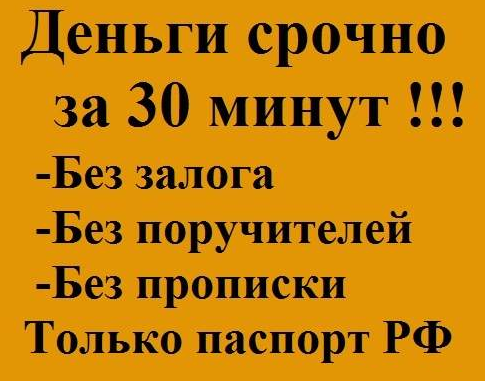 Деньги срочно
за 30 минут !!!
-Без залога
-Без поручителей
-Без прописки
Только паспорт РФ